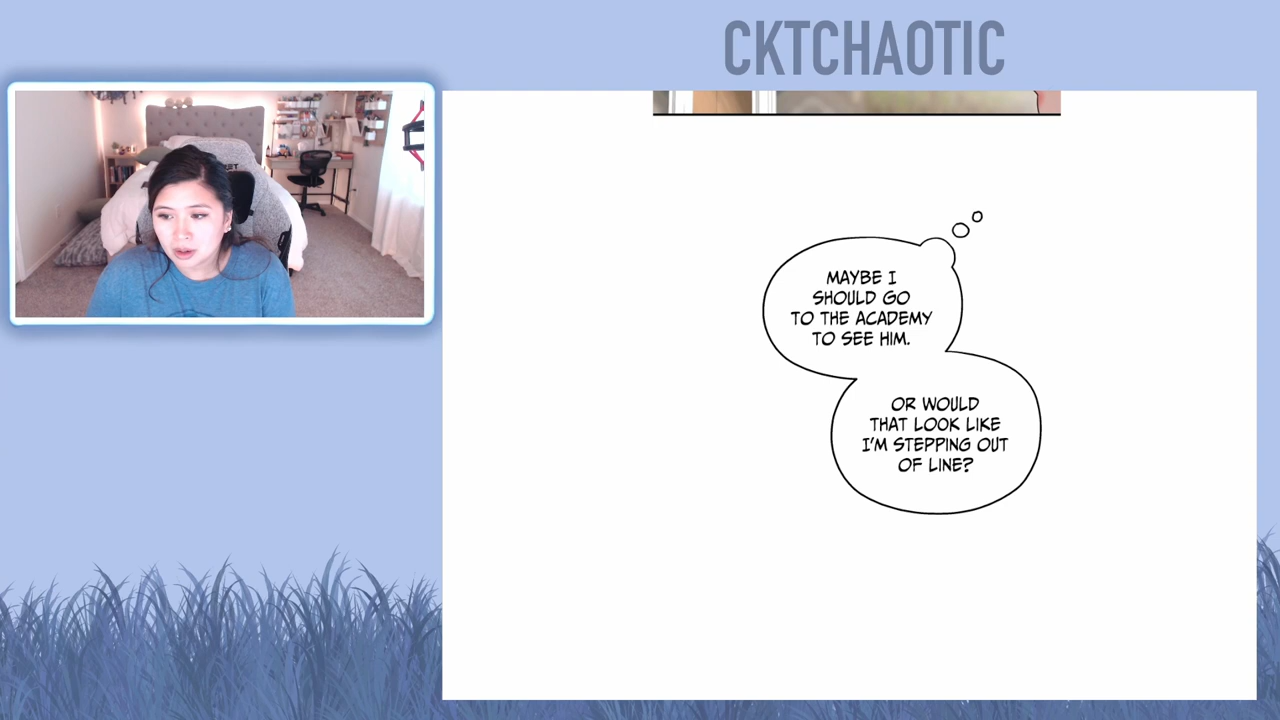 CKTCHAOTIC
MAYBE I
SHOULD GO
TO THE ACADEMY
TO SEE HIM.
OR WOULD
THAT LOOK LIKE
I'M STEPPING OUT
OF LINE?